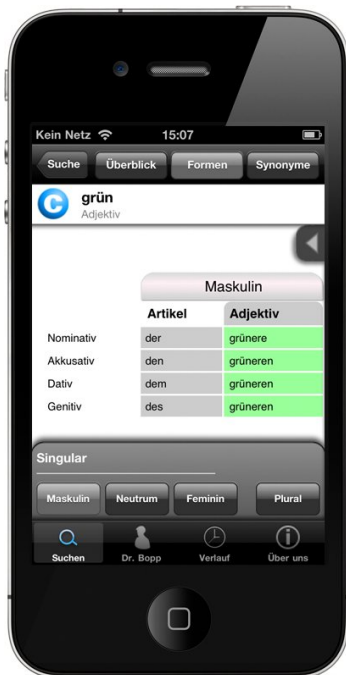 Kein Netz 15:07
Suche Überblick Formen Synonyme
C grün
Adjektiv
Maskulin
Artikel Adjektiv
Nominativ der grünere
Akkusativ den grüneren
Dativ dem grüneren
Genitiv des grüneren
Singular
Maskulin Neutrum Feminin Plural
Suchen Dr. Bopp Verlauf Über uns